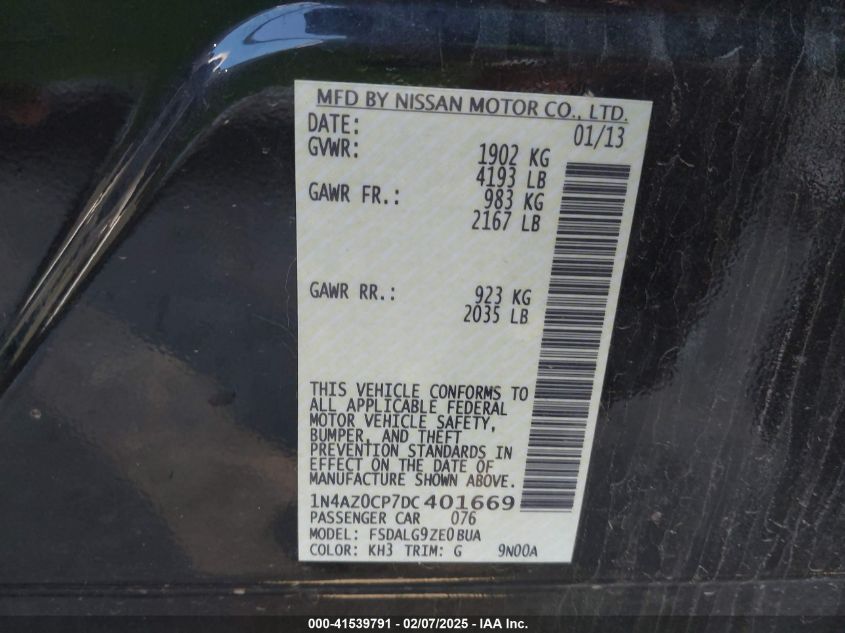 MFD BY NISSAN MOTOR CO., LTD.
DATE: 01/13
GVWR: 1902 KG
4193 LB
GAWR FR.: 983 KG
2167 LB
GAWR RR.: 923 KG
2035 LB
THIS VEHICLE CONFORMS TO
ALL APPLICABLE FEDERAL
MOTOR VEHICLE SAFETY,
BUMPER, AND THEFT
PREVENTION STANDARDS IN
EFFECT ON THE DATE OF
MANUFACTURE SHOWN ABOVE.
1N4AZ0CP7DC401669
PASSENGER CAR 076
MODEL: FSDALG9ZE0BUA
COLOR: KH3 TRIM: G 9N00A
000-41539791 - 02/07/2025 - IAA Inc.